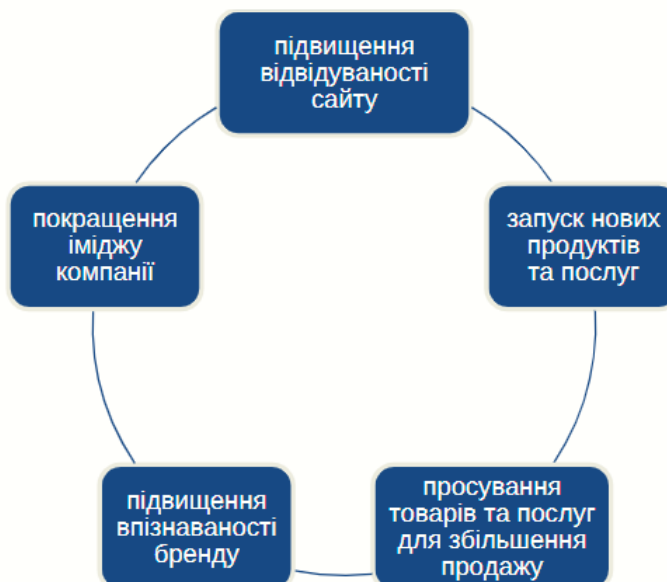 підвищення
відвідуваності
сайту
покращення
іміджу
компанії
запуск нових
продуктів
та послуг
підвищення
впізнаваності
бренду
просування
товарів та послуг
для збільшення
продажу